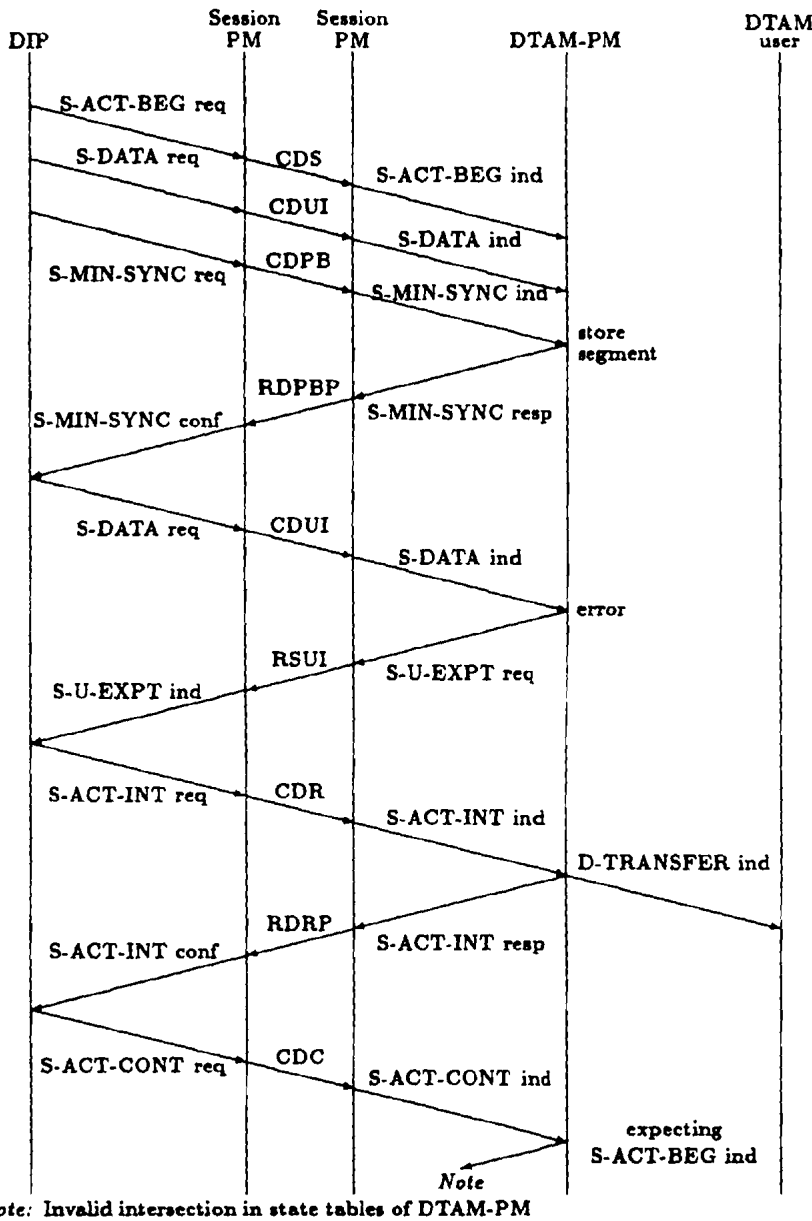 DIP
Session
PM
Session
PM
DTAM-PM
DTAM
user
S-ACT-BEG req
S-DATA req
CDS
S-ACT-BEG ind
CDUI
S-DATA ind
S-MIN-SYNC req
CDPB
S-MIN-SYNC ind
store
segment
RDPBP
S-MIN-SYNC conf
S-MIN-SYNC resp
S-DATA req
CDUI
S-DATA ind
error
RSUI
S-U-EXPT ind
S-U-EXPT req
S-ACT-INT req
CDR
S-ACT-INT ind
D-TRANSFER ind
RDRP
S-ACT-INT conf
S-ACT-INT resp
S-ACT-CONT req
CDC
S-ACT-CONT ind
expecting
S-ACT-BEG ind
Note
ote: Invalid intersection in state tables of DTAM-PM